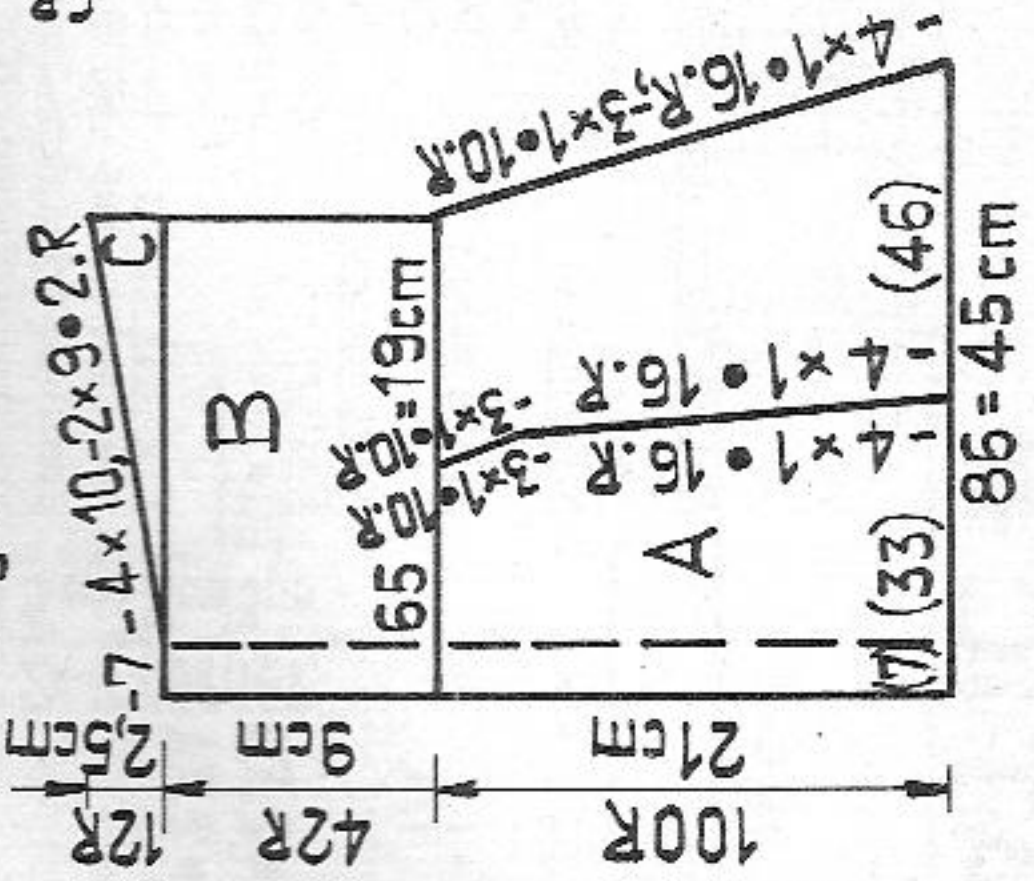 -7 -4×10,-2×9•2.R
C
B
65 = 19cm
-4×1•16.R,-3×1•10.R
-4×1•16.R -3×1•10.R
-4×1•16.R -3×1•10.R
A
(7) (33) (46)
86=45cm
12R 2,5cm
42R 9cm
100R 21cm